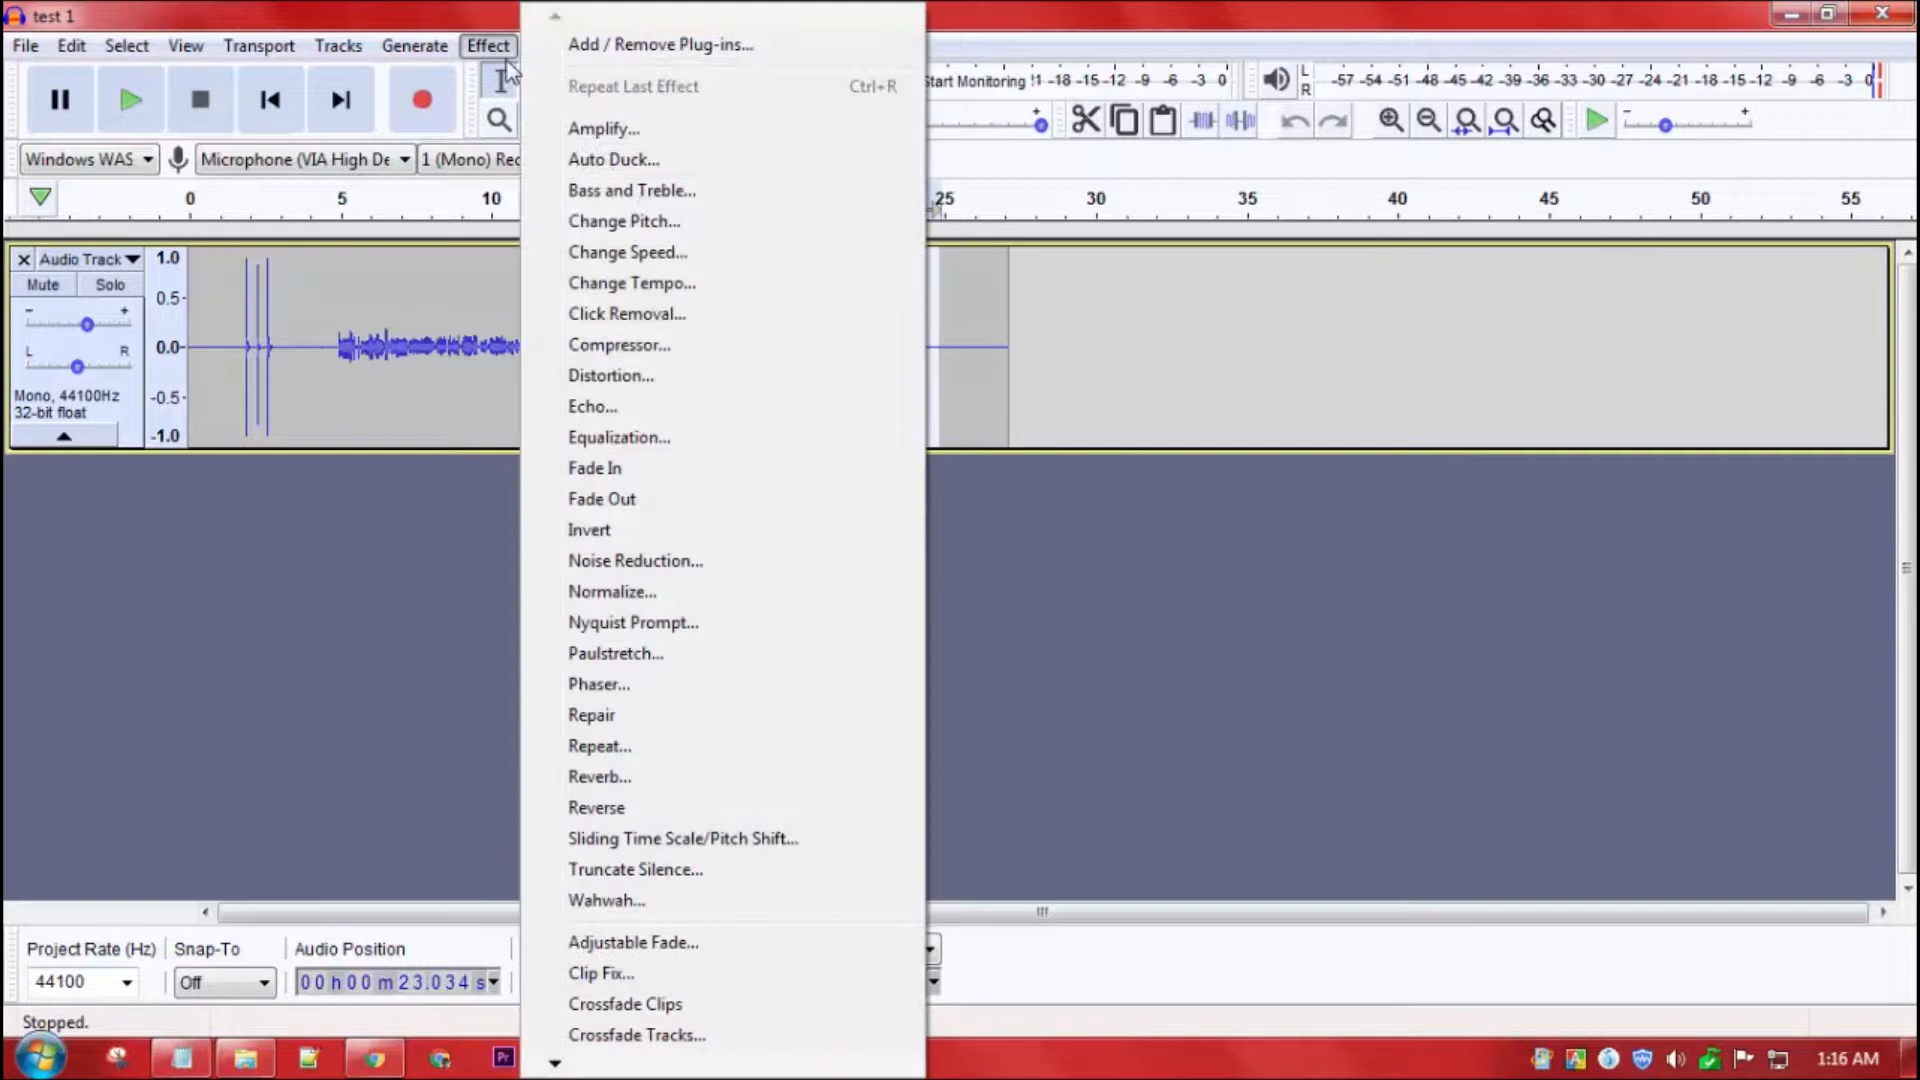 test 1
File Edit Select View Transport Tracks Generate Effect
Add / Remove Plug-ins...
Repeat Last Effect Ctrl+R
Amplify...
Auto Duck...
Bass and Treble...
Change Pitch...
Change Speed...
Change Tempo...
Click Removal...
Compressor...
Distortion...
Echo...
Equalization...
Fade In
Fade Out
Invert
Noise Reduction...
Normalize...
Nyquist Prompt...
Paulstretch...
Phaser...
Repair
Repeat...
Reverb...
Reverse
Sliding Time Scale/Pitch Shift...
Truncate Silence...
Wahwah...
Adjustable Fade...
Clip Fix...
Crossfade Clips
Crossfade Tracks...
Start Monitoring -18 -15 -12 -9 -6 -3 0
L
R
-57 -54 -51 -48 -45 -42 -39 -36 -33 -30 -27 -24 -21 -18 -15 -12 -9 -6 -3 0
Windows WAS Microphone (VIA High De 1 (Mono) Rec
0 5 10 25 30 35 40 45 50 55
Audio Track
Mute Solo
- +
L R
Mono, 44100Hz
32-bit float
1.0
0.5
0.0
-0.5
-1.0
Project Rate (Hz) Snap-To Audio Position
44100 Off 00 h 00 m 23.034 s
Stopped.
Pr
1:16 AM